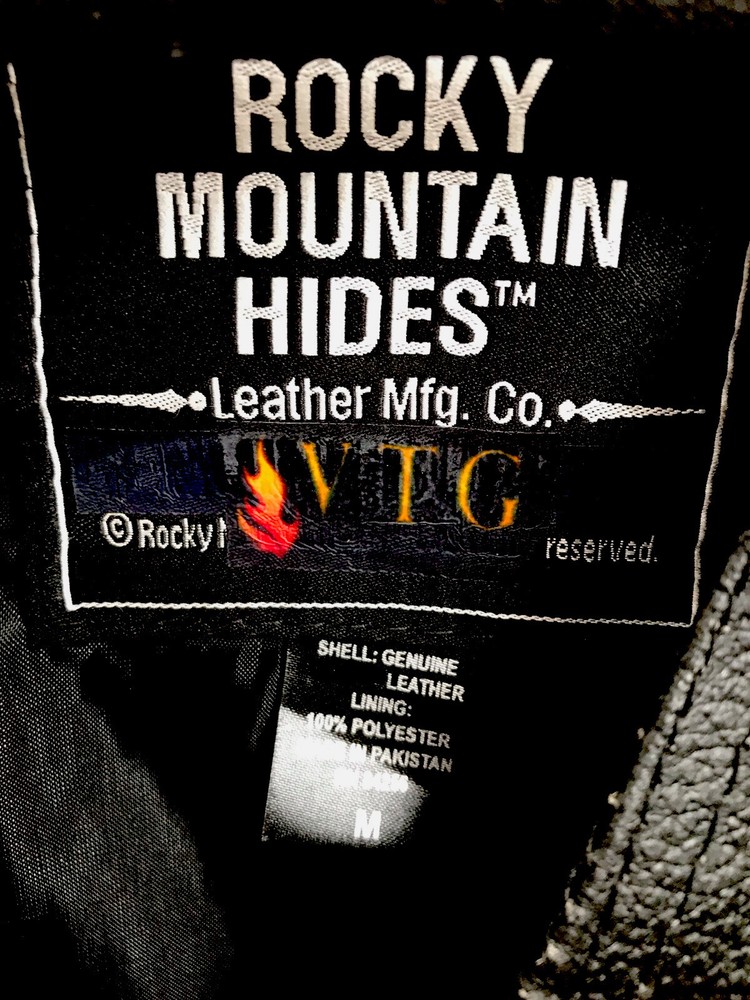 ROCKY
MOUNTAIN
HIDES™
Leather Mfg. Co.
VTG
© Rocky reserved.
SHELL: GENUINE
LEATHER
LINING:
100% POLYESTER
IN PAKISTAN
M